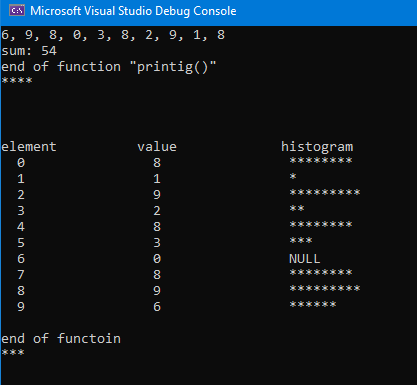 Microsoft Visual Studio Debug Console
6, 9, 8, 0, 3, 8, 2, 9, 1, 8
sum: 54
end of function "printig()"
****
element value histogram
0 8 ********
1 1 *
2 9 *********
3 2 **
4 8 ********
5 3 ***
6 0 NULL
7 8 ********
8 9 *********
9 6 ******
end of functoin
***